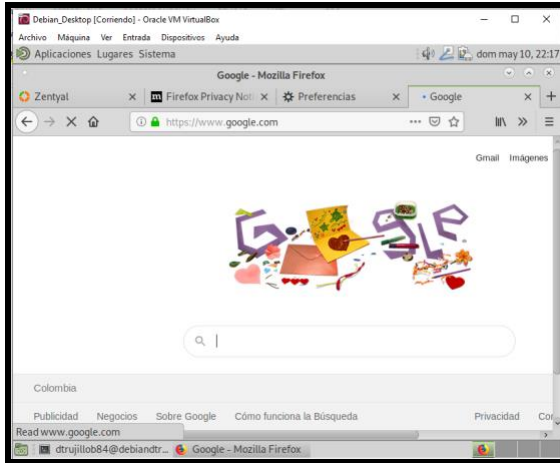 Debian_Desktop [Corriendo] - Oracle VM VirtualBox
Archivo Máquina Ver Entrada Dispositivos Ayuda
Aplicaciones Lugares Sistema dom may 10, 22:17
Google - Mozilla Firefox
Zentyal Firefox Privacy Noti Preferencias Google
https://www.google.com
Gmail Imágenes
Colombia
Publicidad Negocios Sobre Google Cómo funciona la Búsqueda Privacidad
Read www.google.com
dtrujillob84@debiandtr... Google - Mozilla Firefox